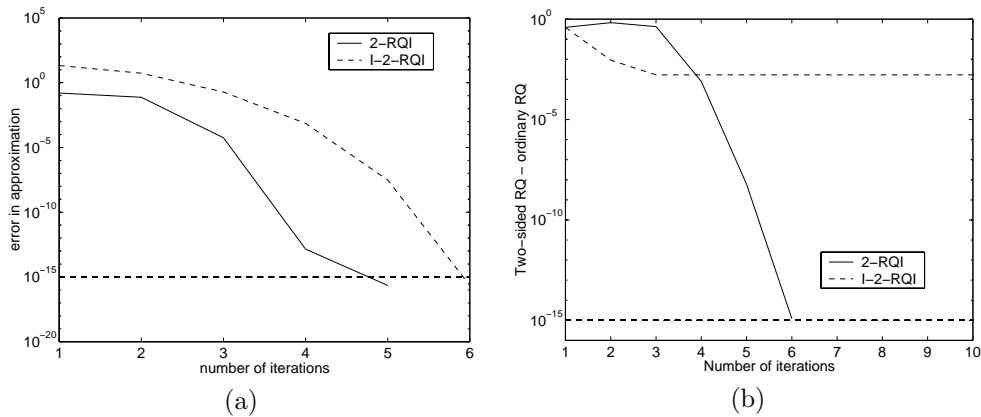 10^5
10^0
10^−5
10^−10
10^−15
10^−20
error in approximation
2−RQI
I−2−RQI
1 2 3 4 5 6
number of iterations
(a)
10^0
10^−5
10^−10
10^−15
Two−sided RQ − ordinary RQ
2−RQI
I−2−RQI
1 2 3 4 5 6 7 8 9 10
Number of iterations
(b)